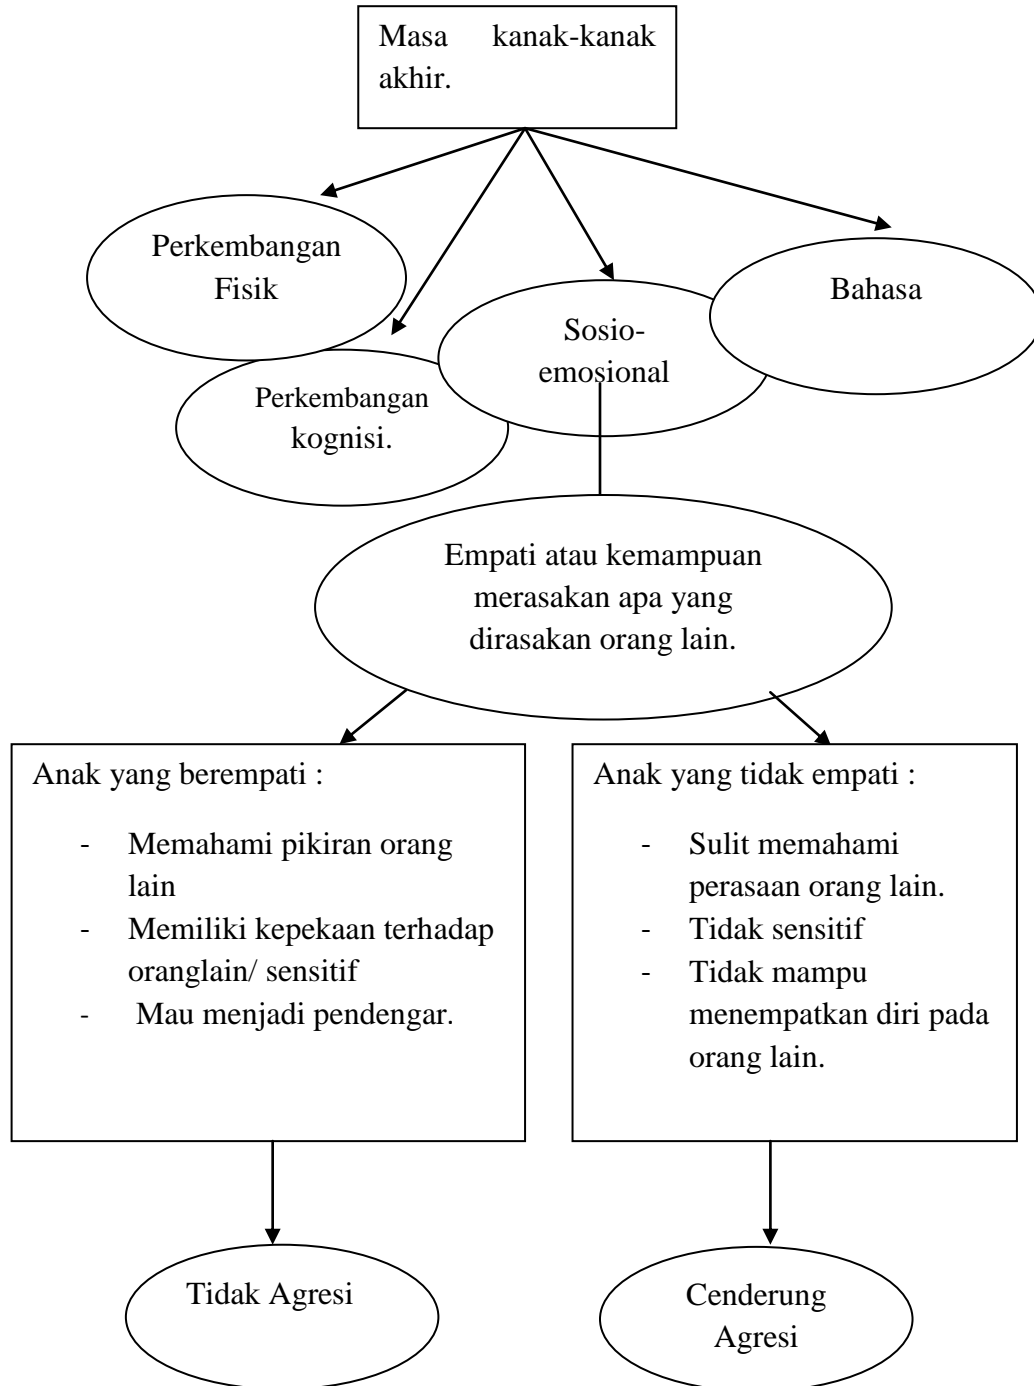 Masa kanak-kanak
akhir.
Perkembangan
Fisik
Bahasa
Sosio-
emosional
Perkembangan
kognisi.
Empati atau kemampuan
merasakan apa yang
dirasakan orang lain.
Anak yang berempati :
- Memahami pikiran orang
lain
- Memiliki kepekaan terhadap
oranglain/ sensitif
- Mau menjadi pendengar.
Anak yang tidak empati :
- Sulit memahami
perasaan orang lain.
- Tidak sensitif
- Tidak mampu
menempatkan diri pada
orang lain.
Tidak Agresi
Cenderung
Agresi